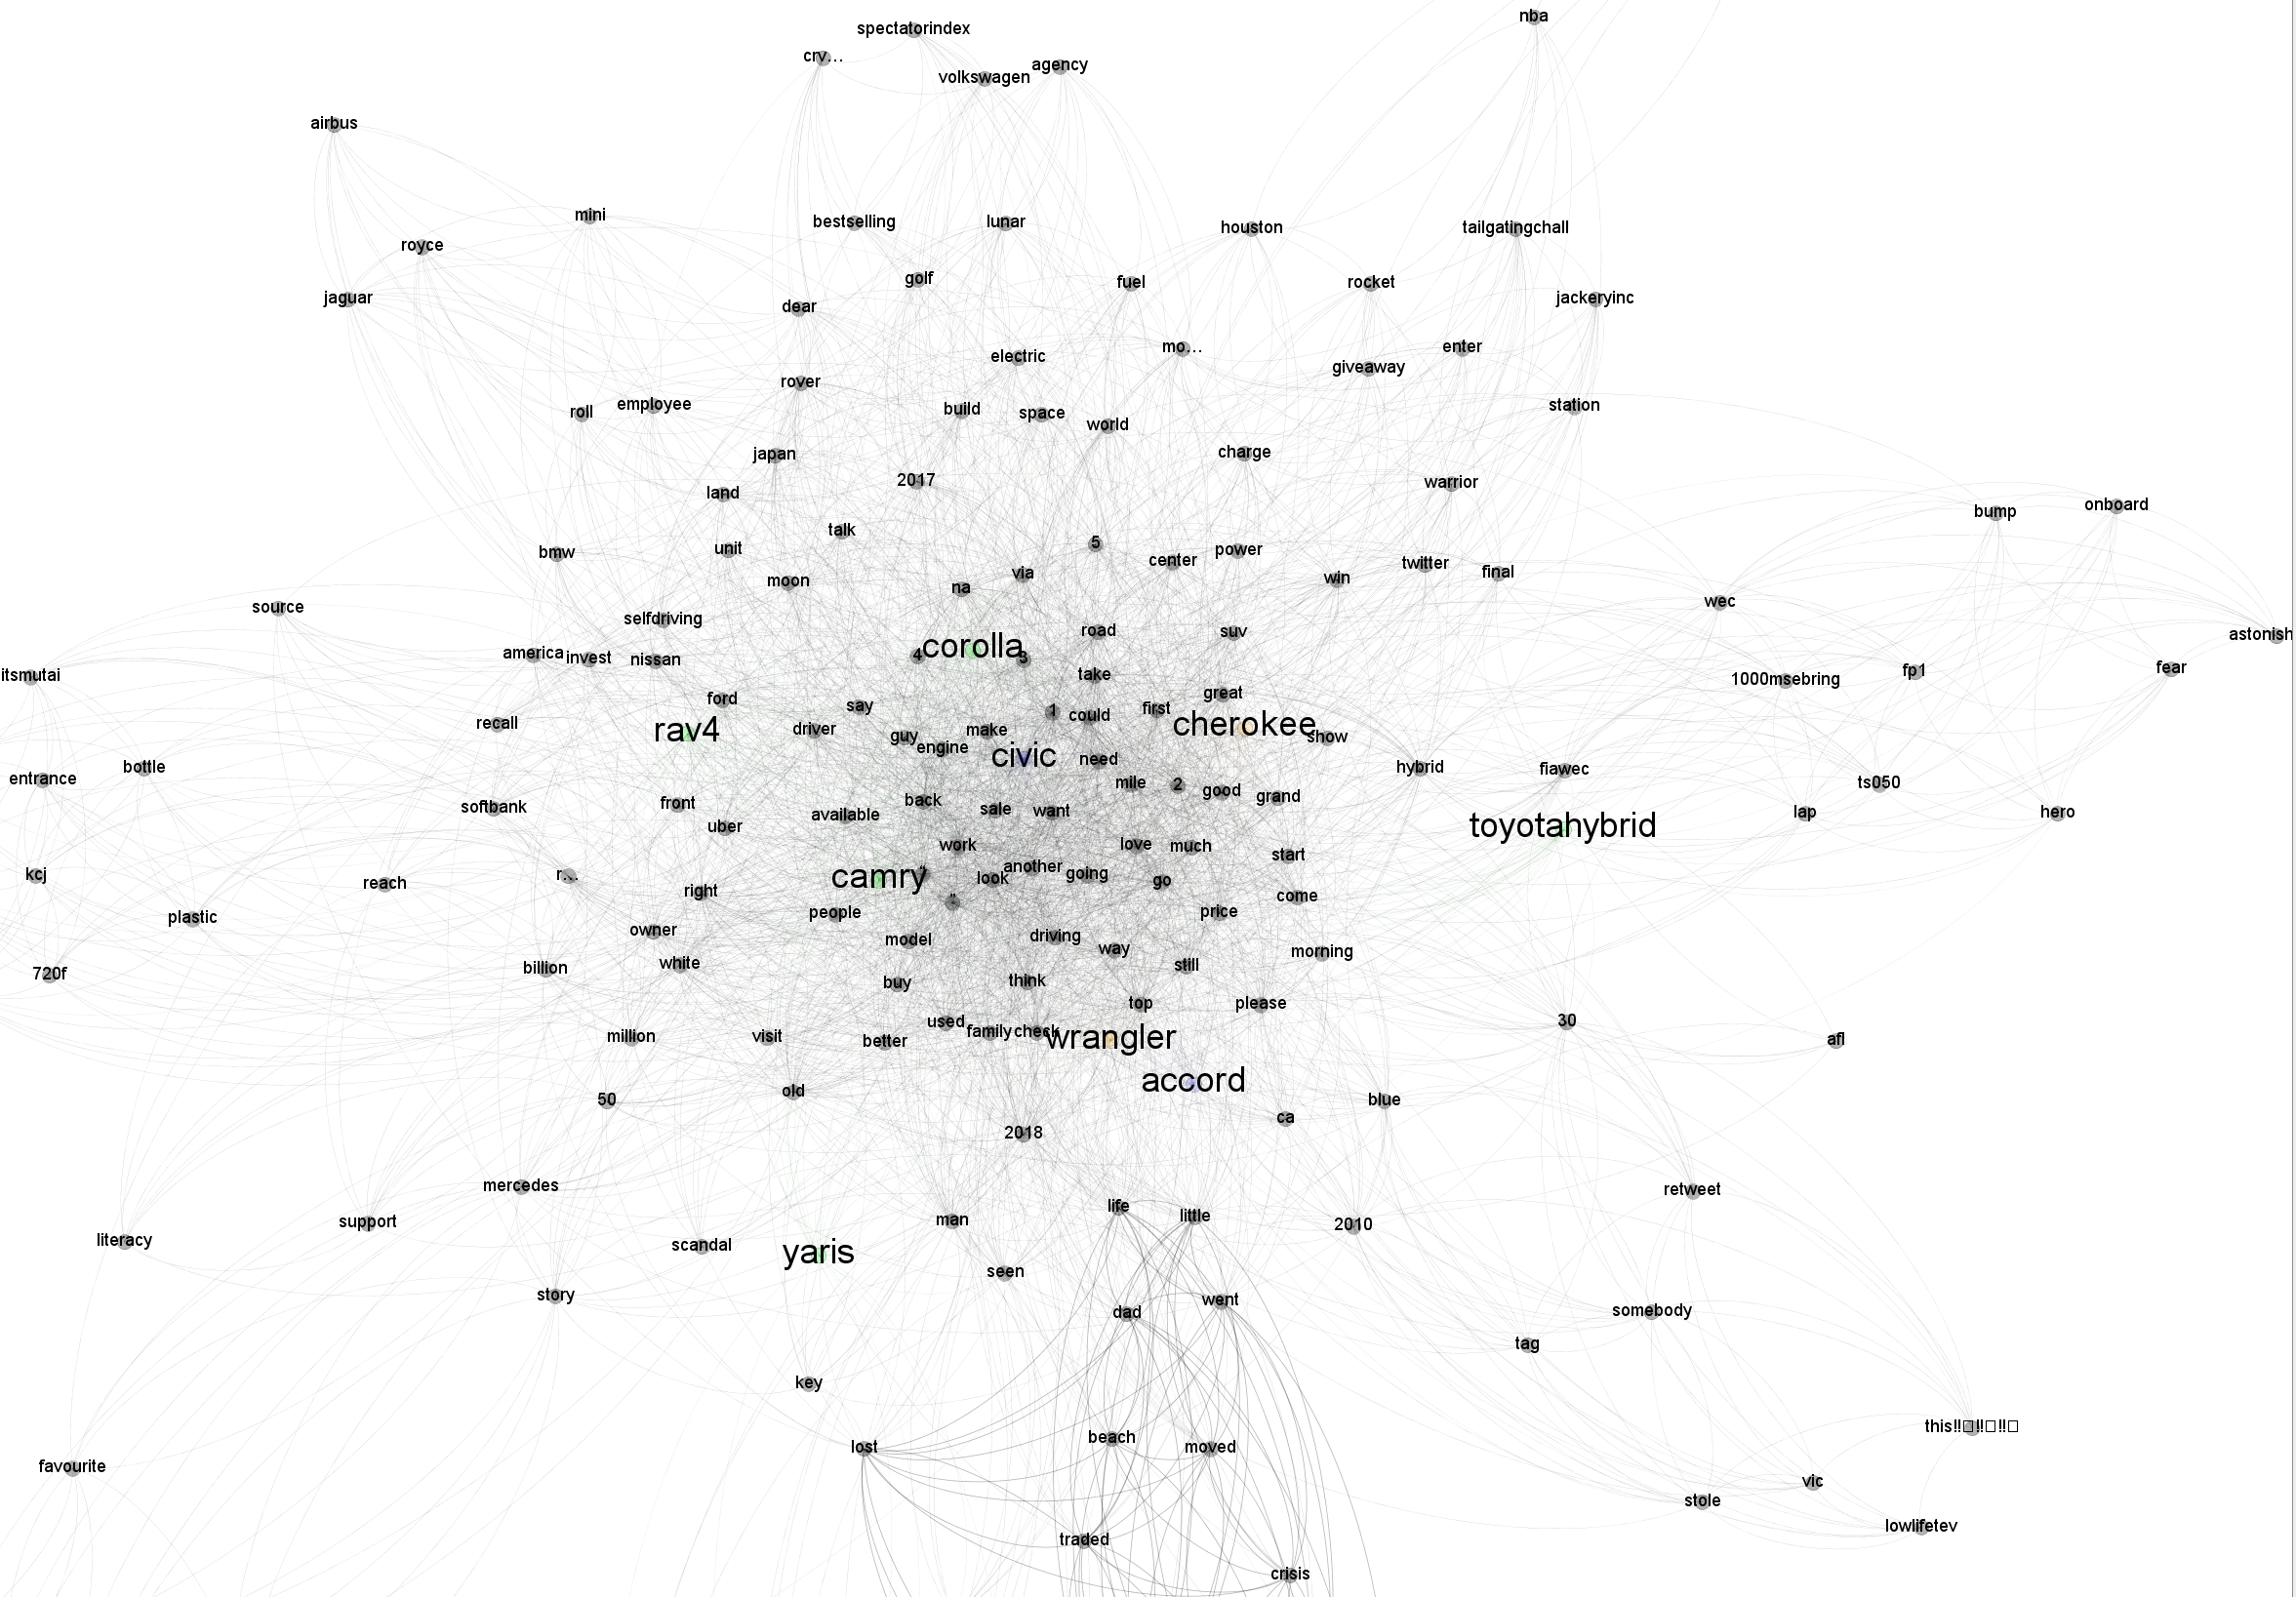 nba
spectatorindex
crv…
agency
volkswagen
airbus
mini
bestselling
lunar
houston
tailgatingchall
royce
golf
fuel
rocket
jaguar
dear
jackeryinc
electric
mo…
enter
giveaway
rover
roll
employee
build
space
world
station
japan
charge
2017
warrior
land
onboard
bump
talk
5
bmw
unit
center
power
via
twitter
final
moon
na
win
source
wec
selfdriving
road
suv
astonish
corolla
america
invest
nissan
4
3
fear
itsmutai
take
1000msebring
fp1
ford
great
say
1
could
first
recall
rav4
driver
guy
make
cherokee
show
engine
civic
need
bottle
entrance
mile
2
hybrid
fiawec
ts050
softbank
front
available
back
sale
want
good
grand
lap
hero
uber
toyotahybrid
work
love
much
start
kcj
reach
r…
right
camry
look
another
going
go
plastic
people
price
come
owner
model
driving
way
morning
720f
billion
white
still
buy
think
top
please
million
visit
better
used
family
check
wrangler
30
afl
50
old
accord
blue
ca
2018
mercedes
retweet
literacy
support
scandal
man
life
little
2010
yaris
seen
story
dad
went
somebody
tag
key
favourite
lost
beach
moved
this!!□!!□!!□
vic
stole
lowlifetev
traded
crisis